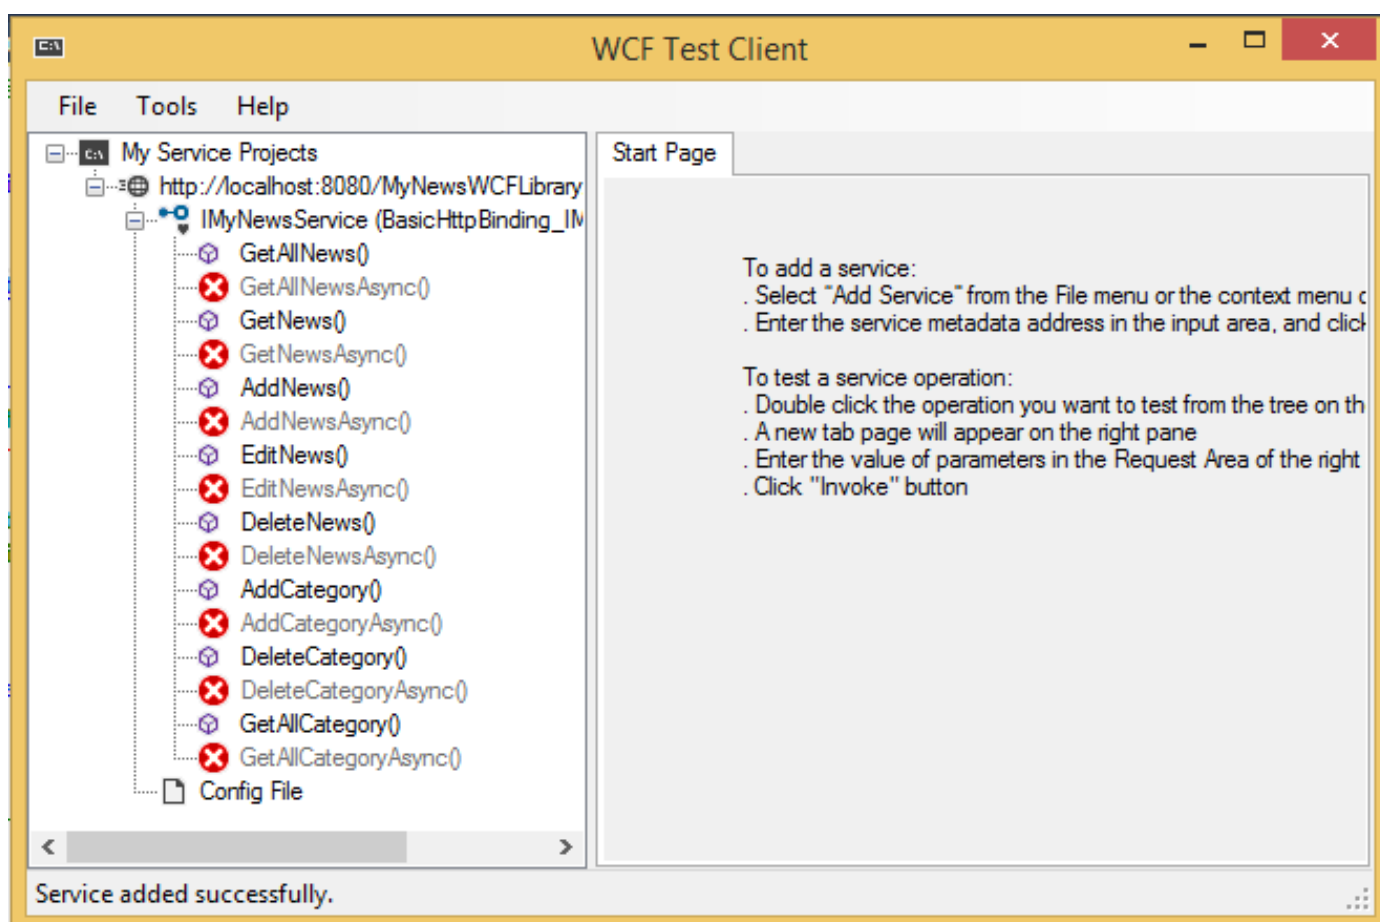 WCF Test Client
File Tools Help
My Service Projects
http://localhost:8080/MyNewsWCFLibrary
IMyNewsService (BasicHttpBinding_IM
GetAllNews()
GetAllNewsAsync()
GetNews()
GetNewsAsync()
AddNews()
AddNewsAsync()
EditNews()
EditNewsAsync()
DeleteNews()
DeleteNewsAsync()
AddCategory()
AddCategoryAsync()
DeleteCategory()
DeleteCategoryAsync()
GetAllCategory()
GetAllCategoryAsync()
Config File
Start Page
To add a service:
. Select "Add Service" from the File menu or the context menu
. Enter the service metadata address in the input area, and click
To test a service operation:
. Double click the operation you want to test from the tree on th
. A new tab page will appear on the right pane
. Enter the value of parameters in the Request Area of the right
. Click "Invoke" button
Service added successfully.